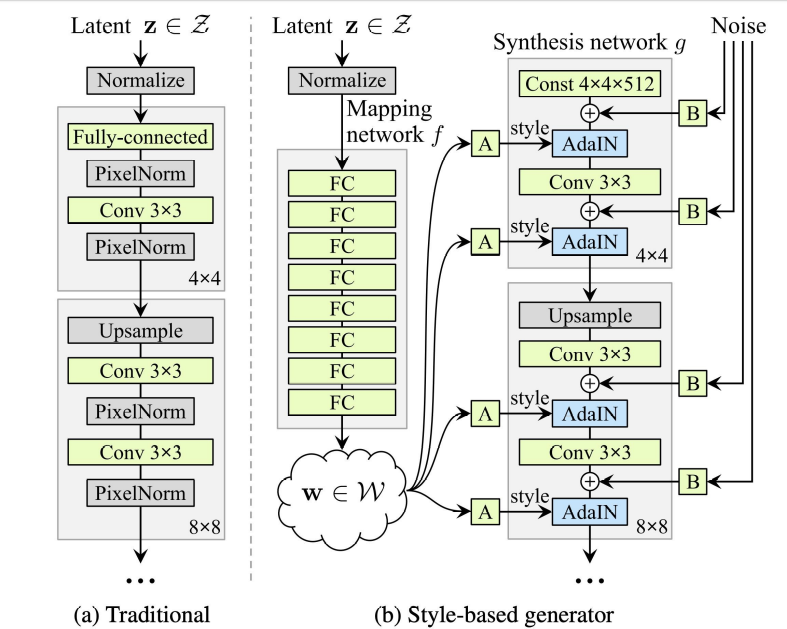 Latent z ∈ 𝒵
Normalize
Fully-connected
PixelNorm
Conv 3×3
PixelNorm
4×4
Upsample
Conv 3×3
PixelNorm
Conv 3×3
PixelNorm
8×8
...
(a) Traditional
Latent z ∈ 𝒵
Normalize
Mapping
network f
FC
FC
FC
FC
FC
FC
FC
FC
w ∈ 𝒲
A
style
A
style
A
style
A
style
Synthesis network g
Noise
Const 4×4×512
+
B
AdaIN
Conv 3×3
+
B
AdaIN
4×4
Upsample
Conv 3×3
+
B
AdaIN
Conv 3×3
+
B
AdaIN
8×8
...
(b) Style-based generator